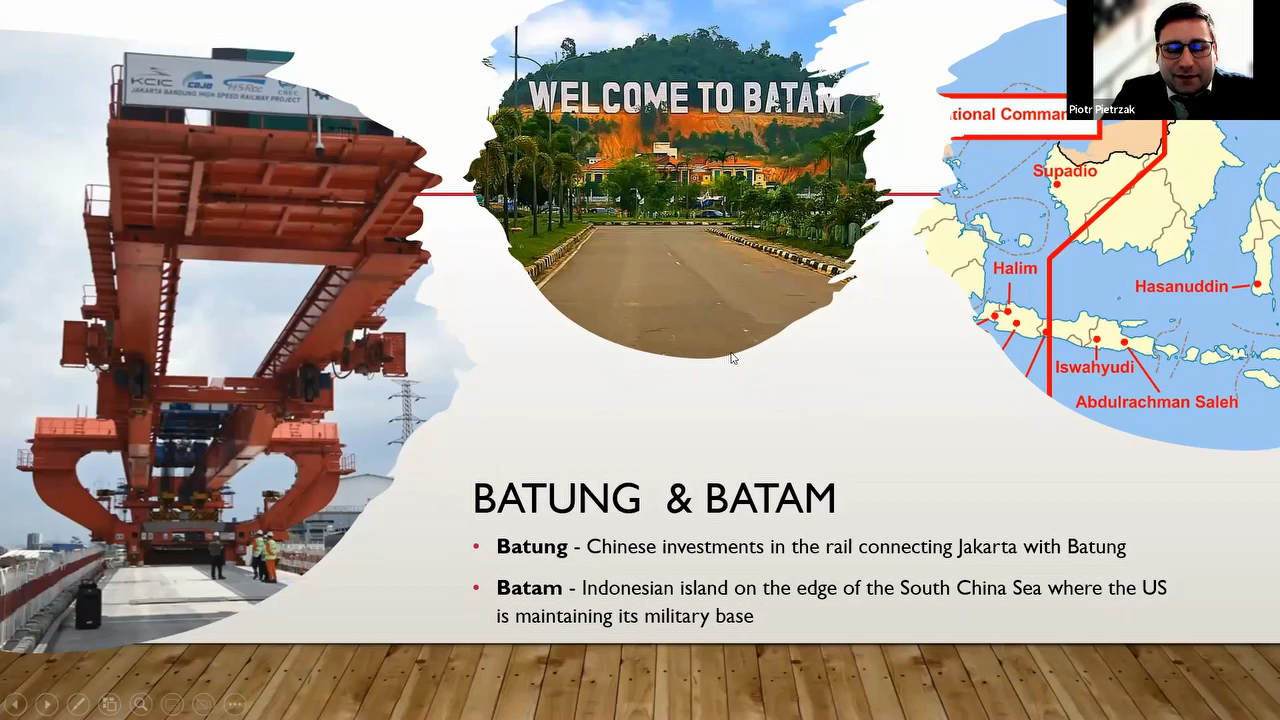 KCIC
JAKARTA BANDUNG HIGH SPEED RAILWAY PROJECT
CREC
WELCOME TO BATAM
Piotr Pietrzak
Supadio
Halim
Hasanuddin
Iswahyudi
Abdulrachman Saleh
BATUNG & BATAM
• Batung - Chinese investments in the rail connecting Jakarta with Batung
• Batam - Indonesian island on the edge of the South China Sea where the US
is maintaining its military base